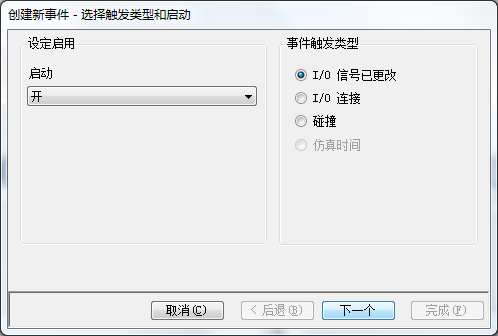 创建新事件 - 选择触发类型和启动
设定启用
启动
开
事件触发类型
I/O 信号已更改
I/O 连接
碰撞
仿真时间
取消(C)
< 后退(B)
下一个
完成(F)